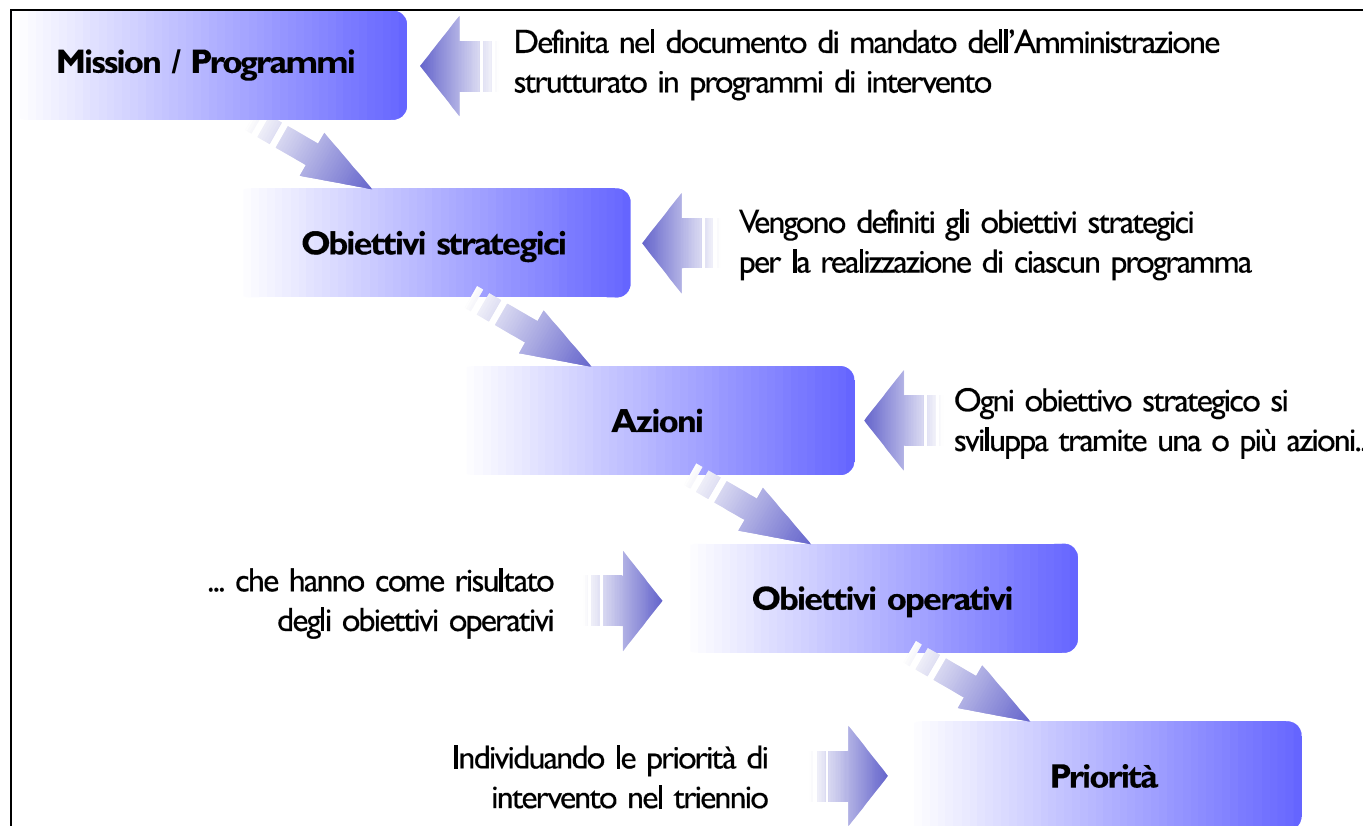 Mission / Programmi
Definita nel documento di mandato dell'Amministrazione
strutturato in programmi di intervento
Obiettivi strategici
Vengono definiti gli obiettivi strategici
per la realizzazione di ciascun programma
Azioni
Ogni obiettivo strategico si
sviluppa tramite una o più azioni..
... che hanno come risultato
degli obiettivi operativi
Obiettivi operativi
Individuando le priorità di
intervento nel triennio
Priorità